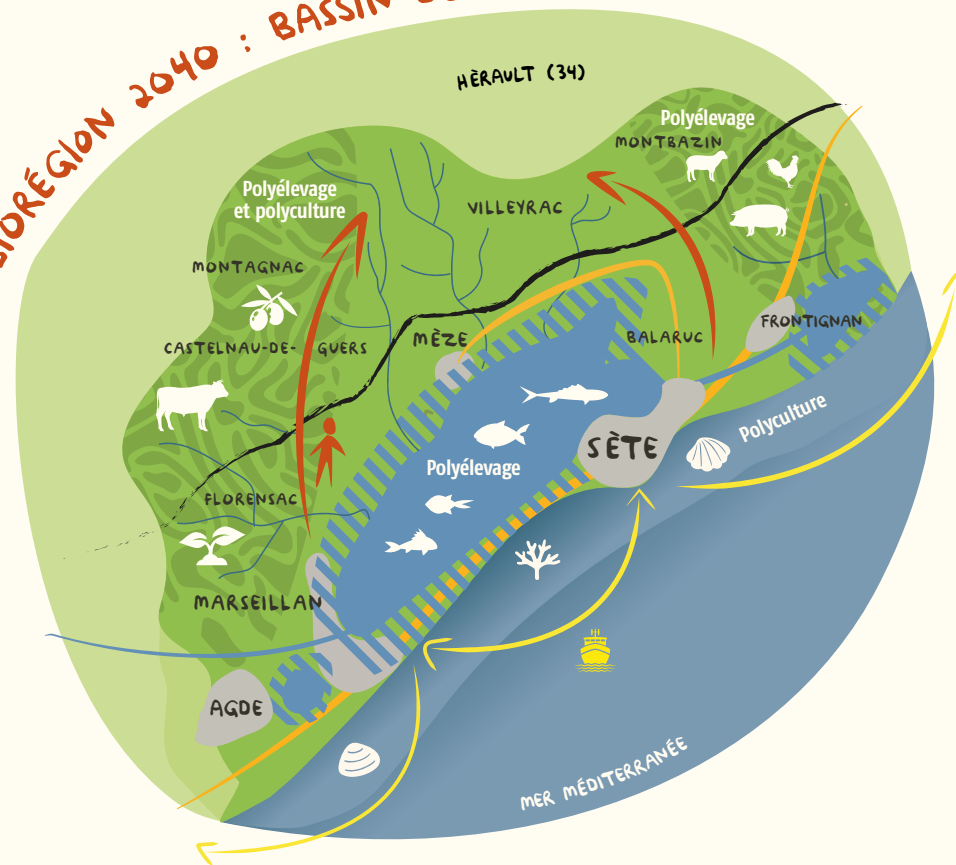 BIORÉGION 2040 : BASSIN
HÈRAULT (34)
Polyélevage
MONTBAZIN
Polyélevage
et polyculture
VILLEYRAC
MONTAGNAC
CASTELNAU-DE-GUERS
MÈZE
BALARUC
FRONTIGNAN
Polyculture
SÈTE
Polyélevage
FLORENSAC
MARSEILLAN
AGDE
MER MÉDITERRANÉE